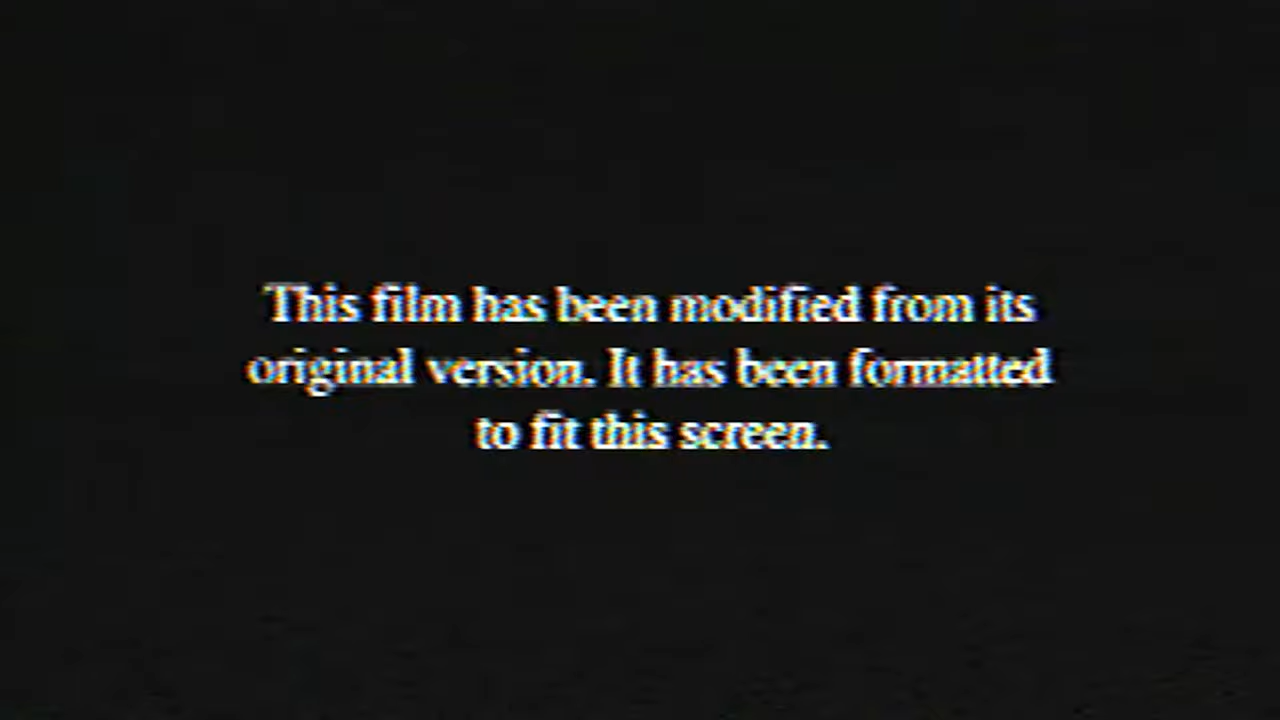 This film has been modified from its
original version. It has been formatted
to fit this screen.